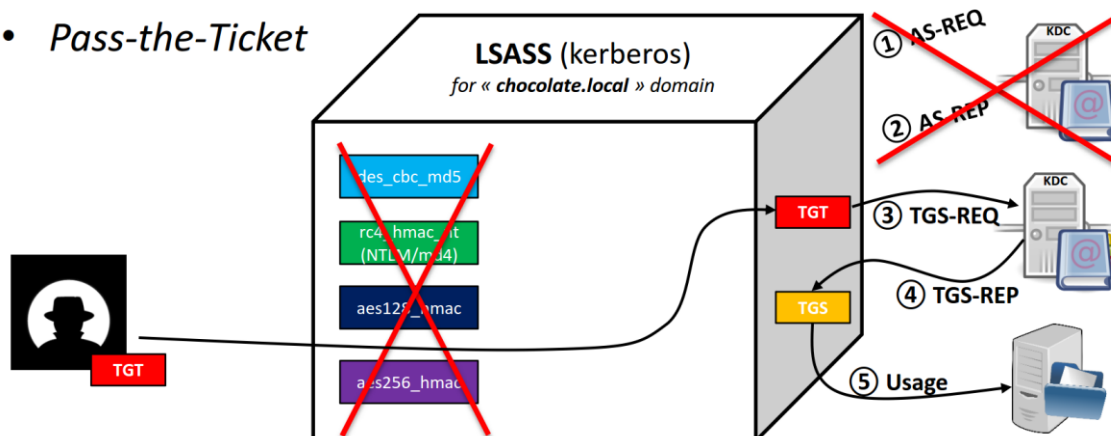 • Pass-the-Ticket
LSASS (kerberos)
for « chocolate.local » domain
① AS-REQ
KDC
@
② AS-REP
des_cbc_md5
rc4_hmac_nt
(NTLM/md4)
aes128_hmac
aes256_hmac
TGT
TGT
③ TGS-REQ
KDC
@
④ TGS-REP
TGS
⑤ Usage